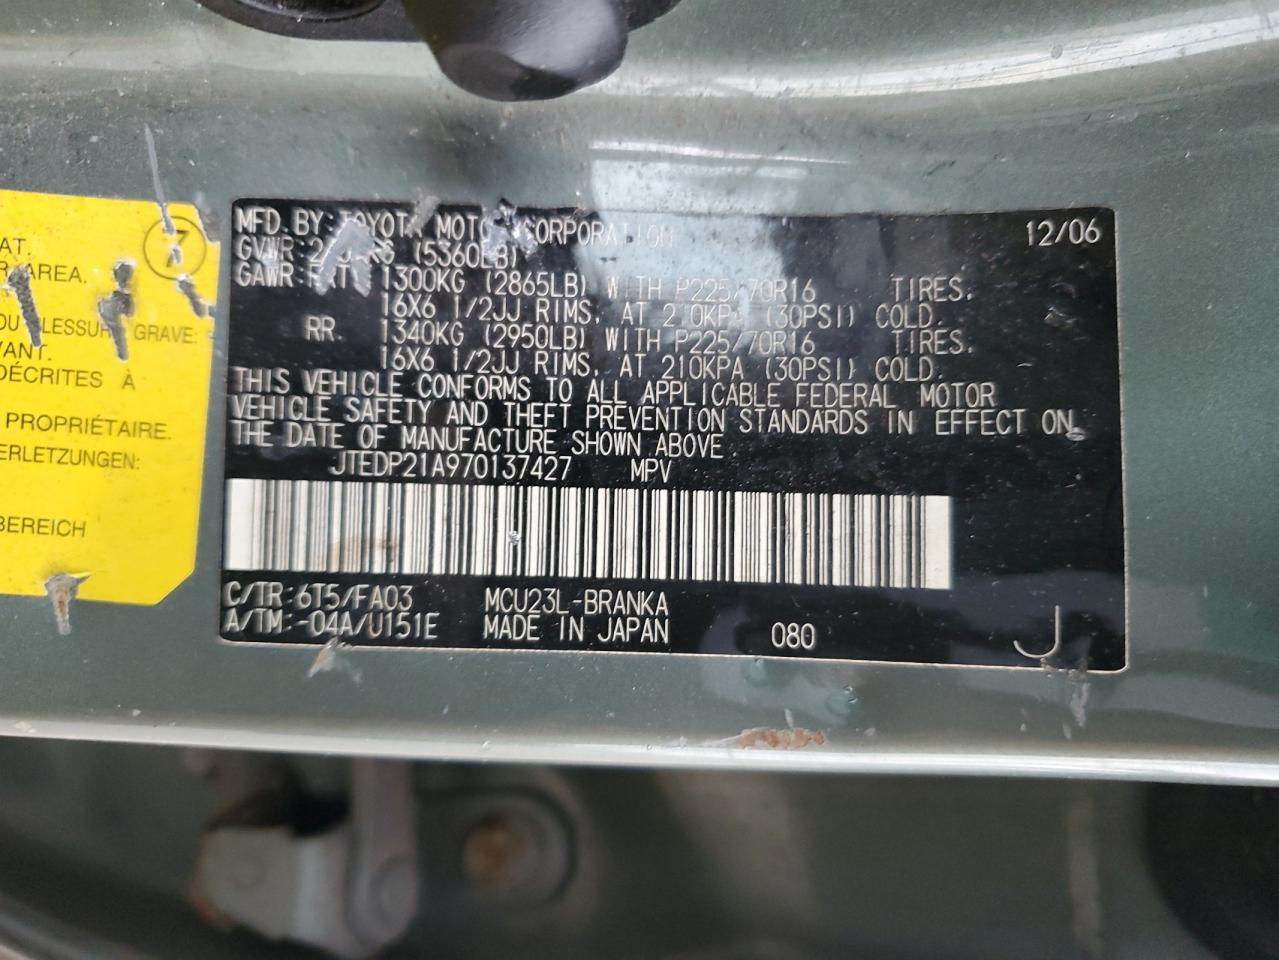 MFD. BY: TOYOTA MOTOR CORPORATION 12/06
GVWR: (5360LB)
GAWR: FRT. 1300KG (2865LB) WITH P225/70R16 TIRES,
16X6 1/2JJ RIMS, AT 210KPA (30PSI) COLD.
RR. 1340KG (2950LB) WITH P225/70R16 TIRES,
16X6 1/2JJ RIMS, AT 210KPA (30PSI) COLD.
THIS VEHICLE CONFORMS TO ALL APPLICABLE FEDERAL MOTOR
VEHICLE SAFETY AND THEFT PREVENTION STANDARDS IN EFFECT ON
THE DATE OF MANUFACTURE SHOWN ABOVE
JTEDP21A970137427 MPV
C/TR: 6T5/FA03 MCU23L-BRANKA
A/TM: -04A/U151E MADE IN JAPAN 080 J
AT.
AREA.
LESSURE GRAVE:
VANT.
DÉCRITES À
PROPRIÉTAIRE.
ERLETZUNGEN:
BEREICH